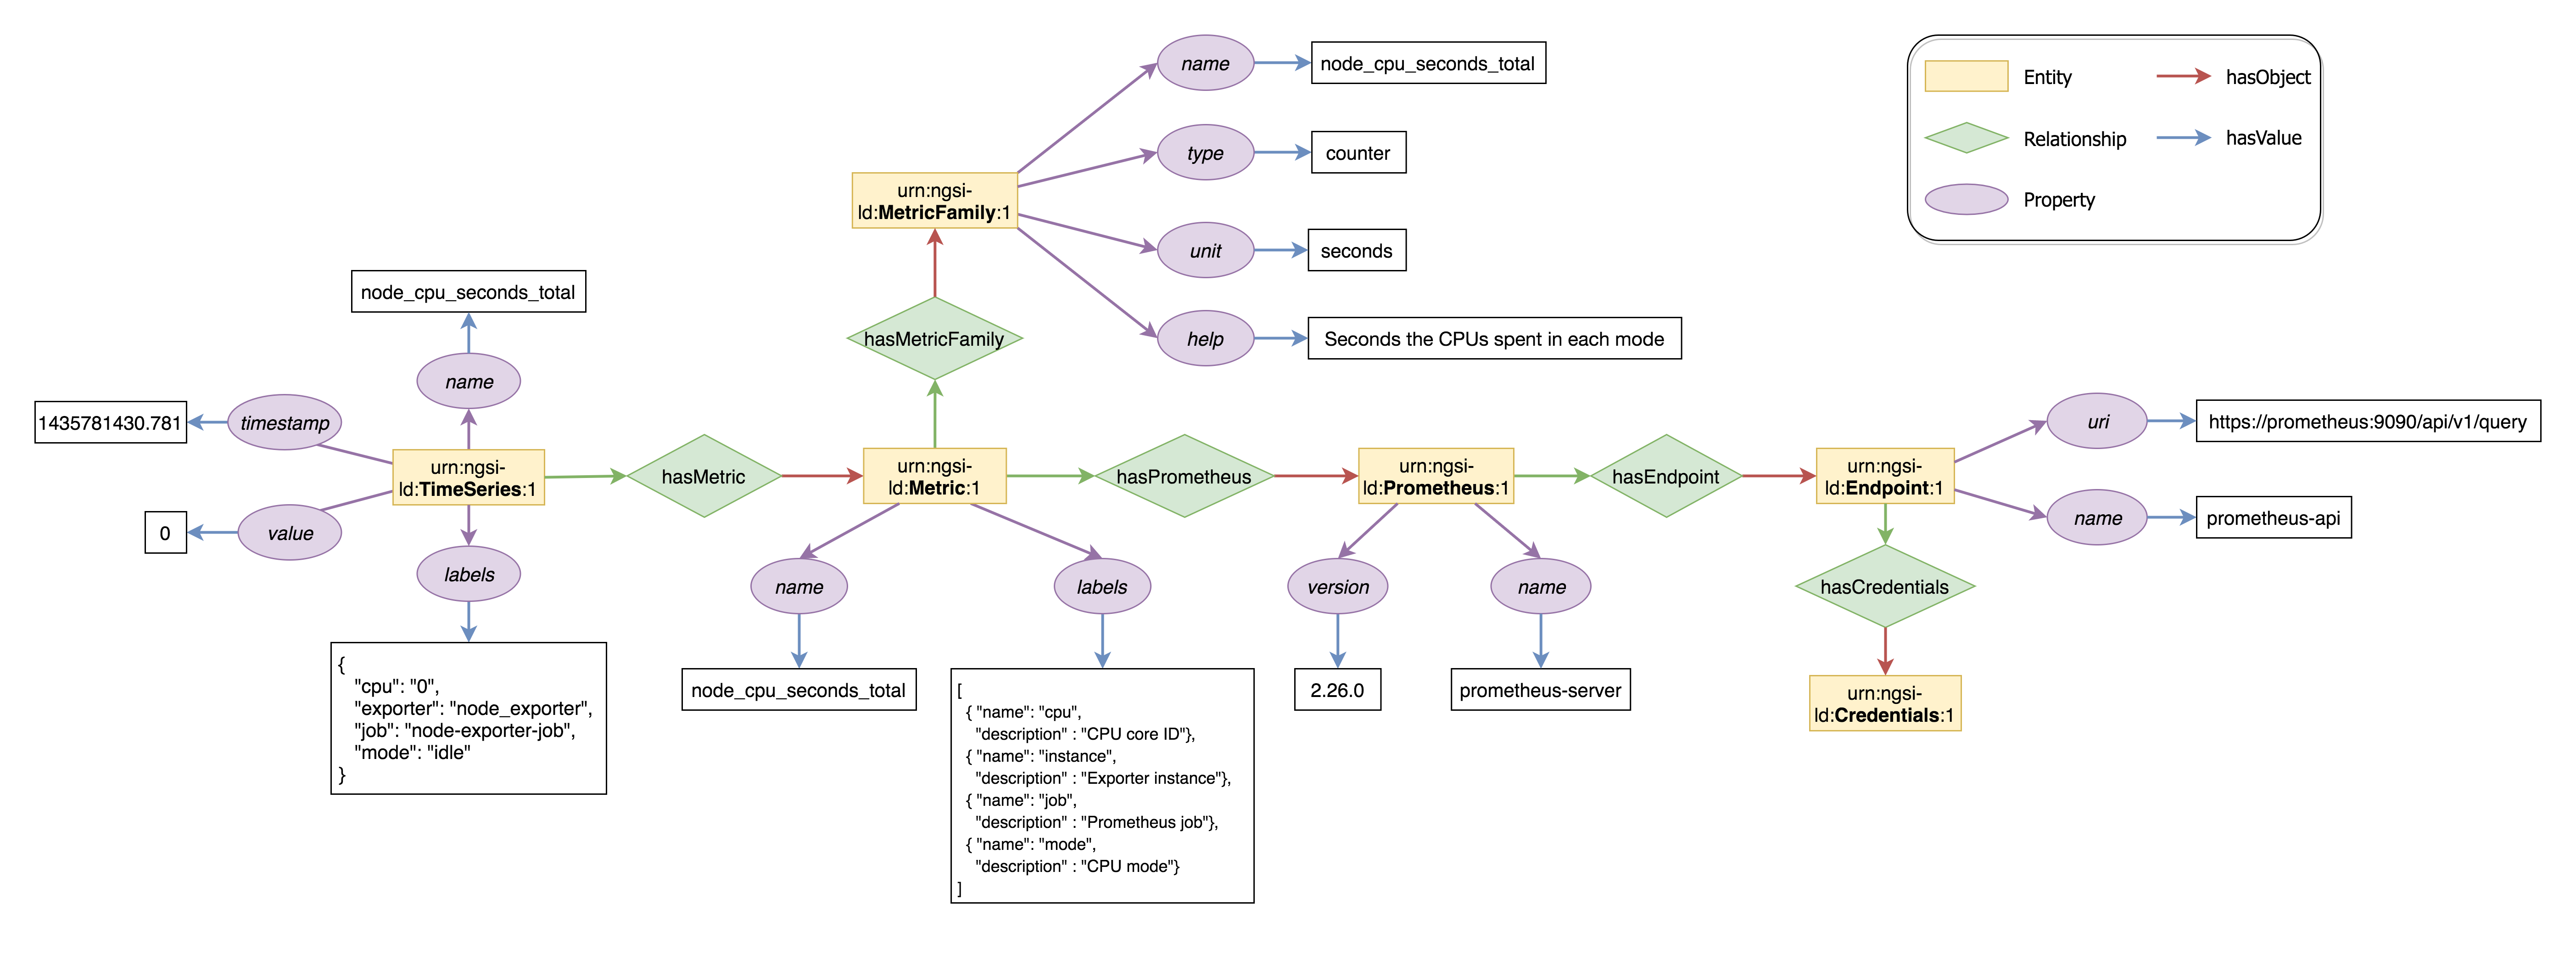 name
node_cpu_seconds_total
type
counter
urn:ngsi-
ld:MetricFamily:1
unit
seconds
help
Seconds the CPUs spent in each mode
hasMetricFamily
Entity
hasObject
Relationship
hasValue
Property
node_cpu_seconds_total
name
1435781430.781
timestamp
urn:ngsi-
ld:TimeSeries:1
0
value
labels
{
"cpu": "0",
"exporter": "node_exporter",
"job": "node-exporter-job",
"mode": "idle"
}
hasMetric
urn:ngsi-
ld:Metric:1
name
node_cpu_seconds_total
labels
[
{ "name": "cpu",
"description" : "CPU core ID"},
{ "name": "instance",
"description" : "Exporter instance"},
{ "name": "job",
"description" : "Prometheus job"},
{ "name": "mode",
"description" : "CPU mode"}
]
hasPrometheus
urn:ngsi-
ld:Prometheus:1
version
2.26.0
name
prometheus-server
hasEndpoint
urn:ngsi-
ld:Endpoint:1
uri
https://prometheus:9090/api/v1/query
name
prometheus-api
hasCredentials
urn:ngsi-
ld:Credentials:1